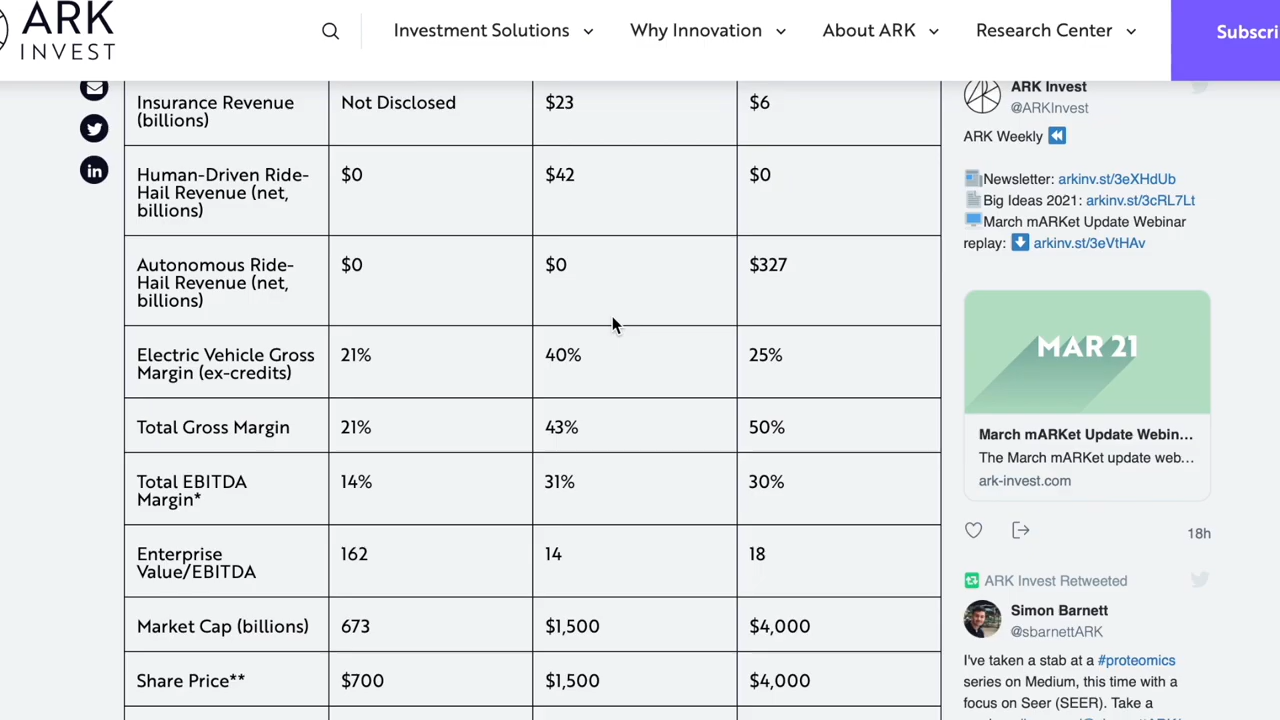 ARK
INVEST
Investment Solutions
Why Innovation
About ARK
Research Center
Subscri
Insurance Revenue
(billions)
Not Disclosed
$23
$6
Human-Driven Ride-
Hail Revenue (net,
billions)
$0
$42
$0
Autonomous Ride-
Hail Revenue (net,
billions)
$0
$0
$327
Electric Vehicle Gross
Margin (ex-credits)
21%
40%
25%
Total Gross Margin
21%
43%
50%
Total EBITDA
Margin*
14%
31%
30%
Enterprise
Value/EBITDA
162
14
18
Market Cap (billions)
673
$1,500
$4,000
Share Price**
$700
$1,500
$4,000
ARK Invest
@ARKInvest
ARK Weekly
Newsletter: arkinv.st/3eXHdUb
Big Ideas 2021: arkinv.st/3cRL7Lt
March mARKet Update Webinar
replay: arkinv.st/3eVtHAv
MAR 21
March mARKet Update Webin...
The March mARKet update web...
ark-invest.com
18h
ARK Invest Retweeted
Simon Barnett
@sbarnettARK
I've taken a stab at a #proteomics
series on Medium, this time with a
focus on Seer (SEER). Take a